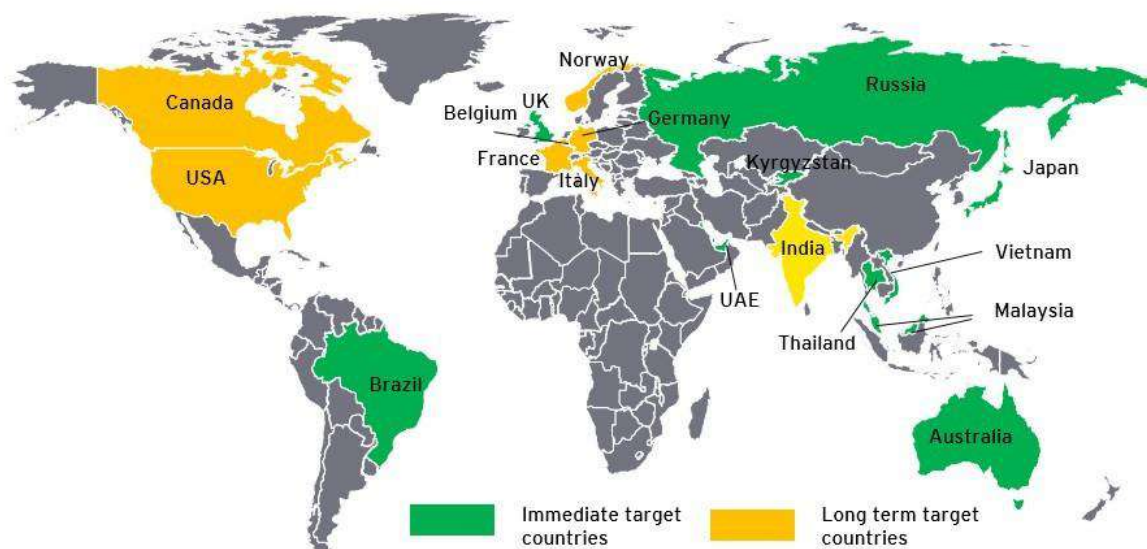 Norway
Russia
Canada
UK
Belgium
Germany
France
Kyrgyzstan
USA
Italy
Japan
India
Vietnam
UAE
Malaysia
Thailand
Brazil
Australia
Immediate target
countries
Long term target
countries